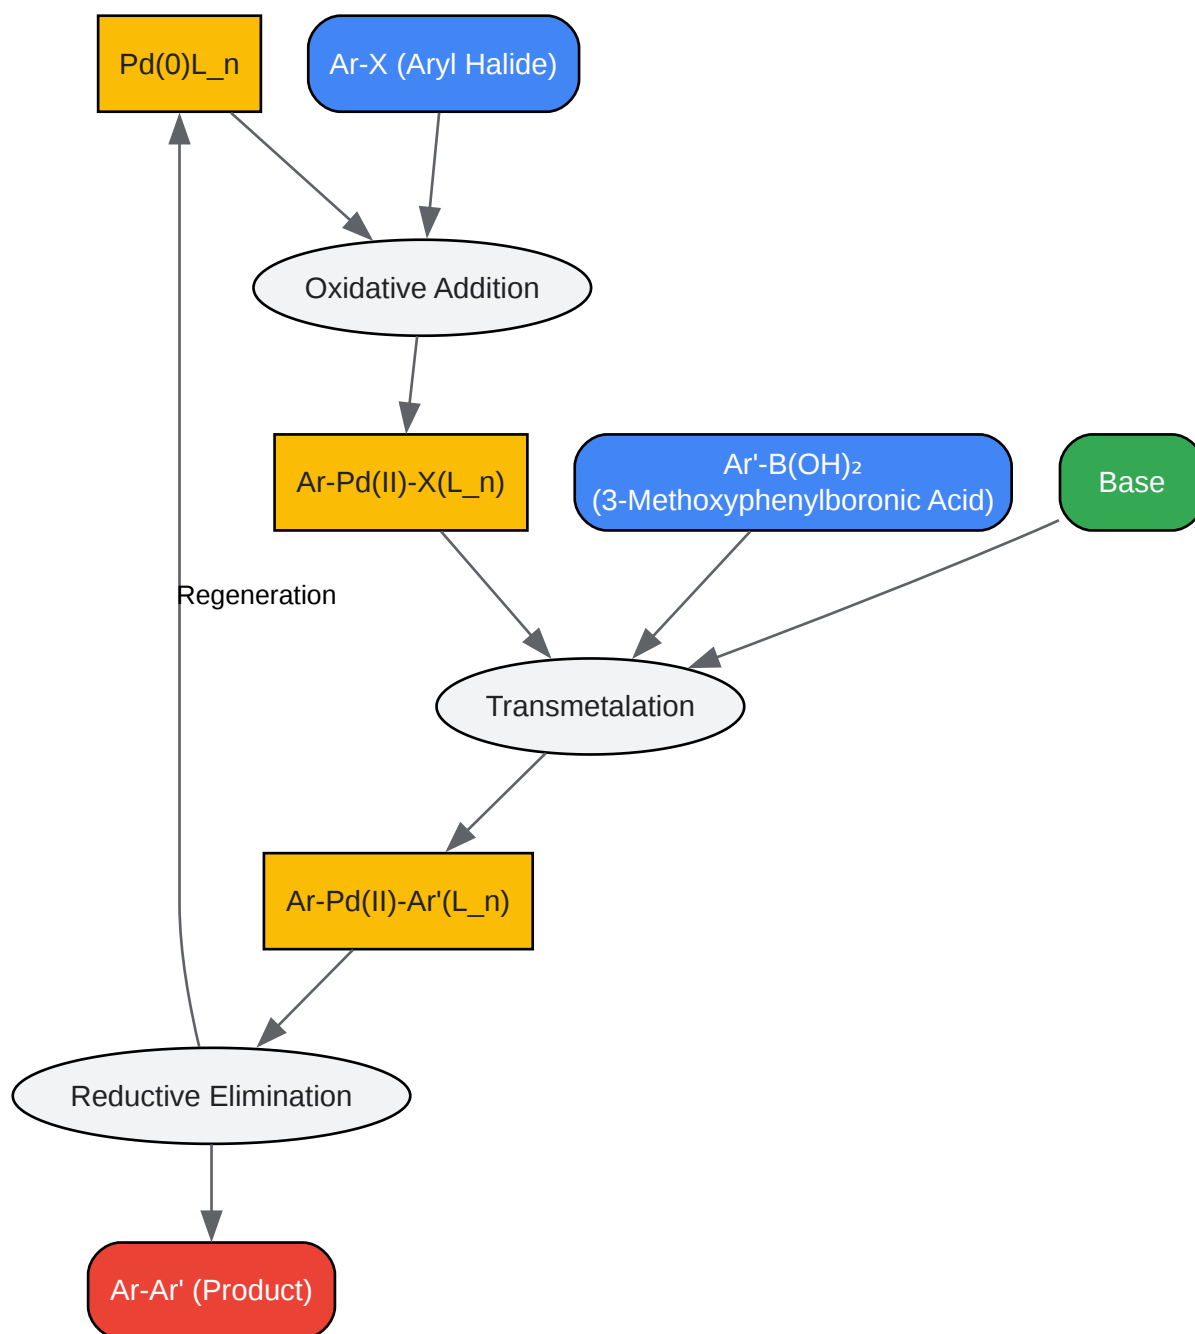 Pd(0)L_n
Ar-X (Aryl Halide)
Oxidative Addition
Ar-Pd(II)-X(L_n)
Ar'-B(OH)₂
(3-Methoxyphenylboronic Acid)
Base
Regeneration
Transmetalation
Ar-Pd(II)-Ar'(L_n)
Reductive Elimination
Ar-Ar' (Product)